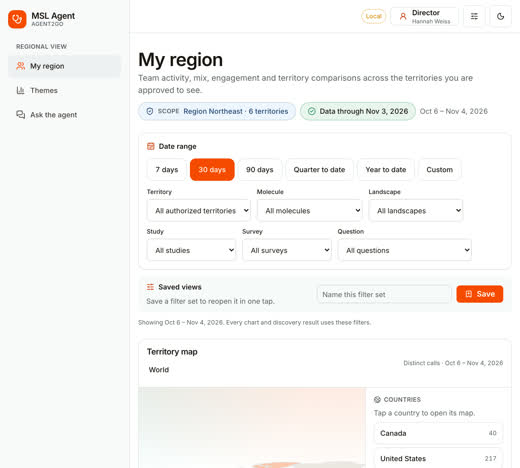 MSL Agent
AGENT2GO
Local
Director
Hannah Weiss
REGIONAL VIEW
My region
Themes
Ask the agent
My region
Team activity, mix, engagement and territory comparisons across the territories you are
approved to see.
SCOPE Region Northeast · 6 territories
Data through Nov 3, 2026
Oct 6 – Nov 4, 2026
Date range
7 days
30 days
90 days
Quarter to date
Year to date
Custom
Territory
Molecule
Landscape
All authorized territories
All molecules
All landscapes
Study
Survey
Question
All studies
All surveys
All questions
Saved views
Save a filter set to reopen it in one tap.
Name this filter set
Save
Showing Oct 6 – Nov 4, 2026. Every chart and discovery result uses these filters.
Territory map
World
Distinct calls · Oct 6 – Nov 4, 2026
COUNTRIES
Tap a country to open its map.
Canada 40
United States 217